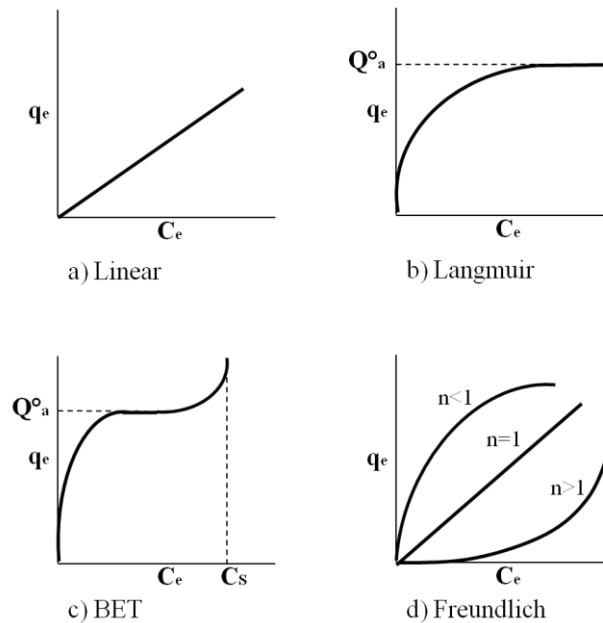 qe
Ce
a) Linear
Q°a
qe
Ce
b) Langmuir
Q°a
qe
Ce
Cs
c) BET
n<1
n=1
n>1
qe
Ce
d) Freundlich